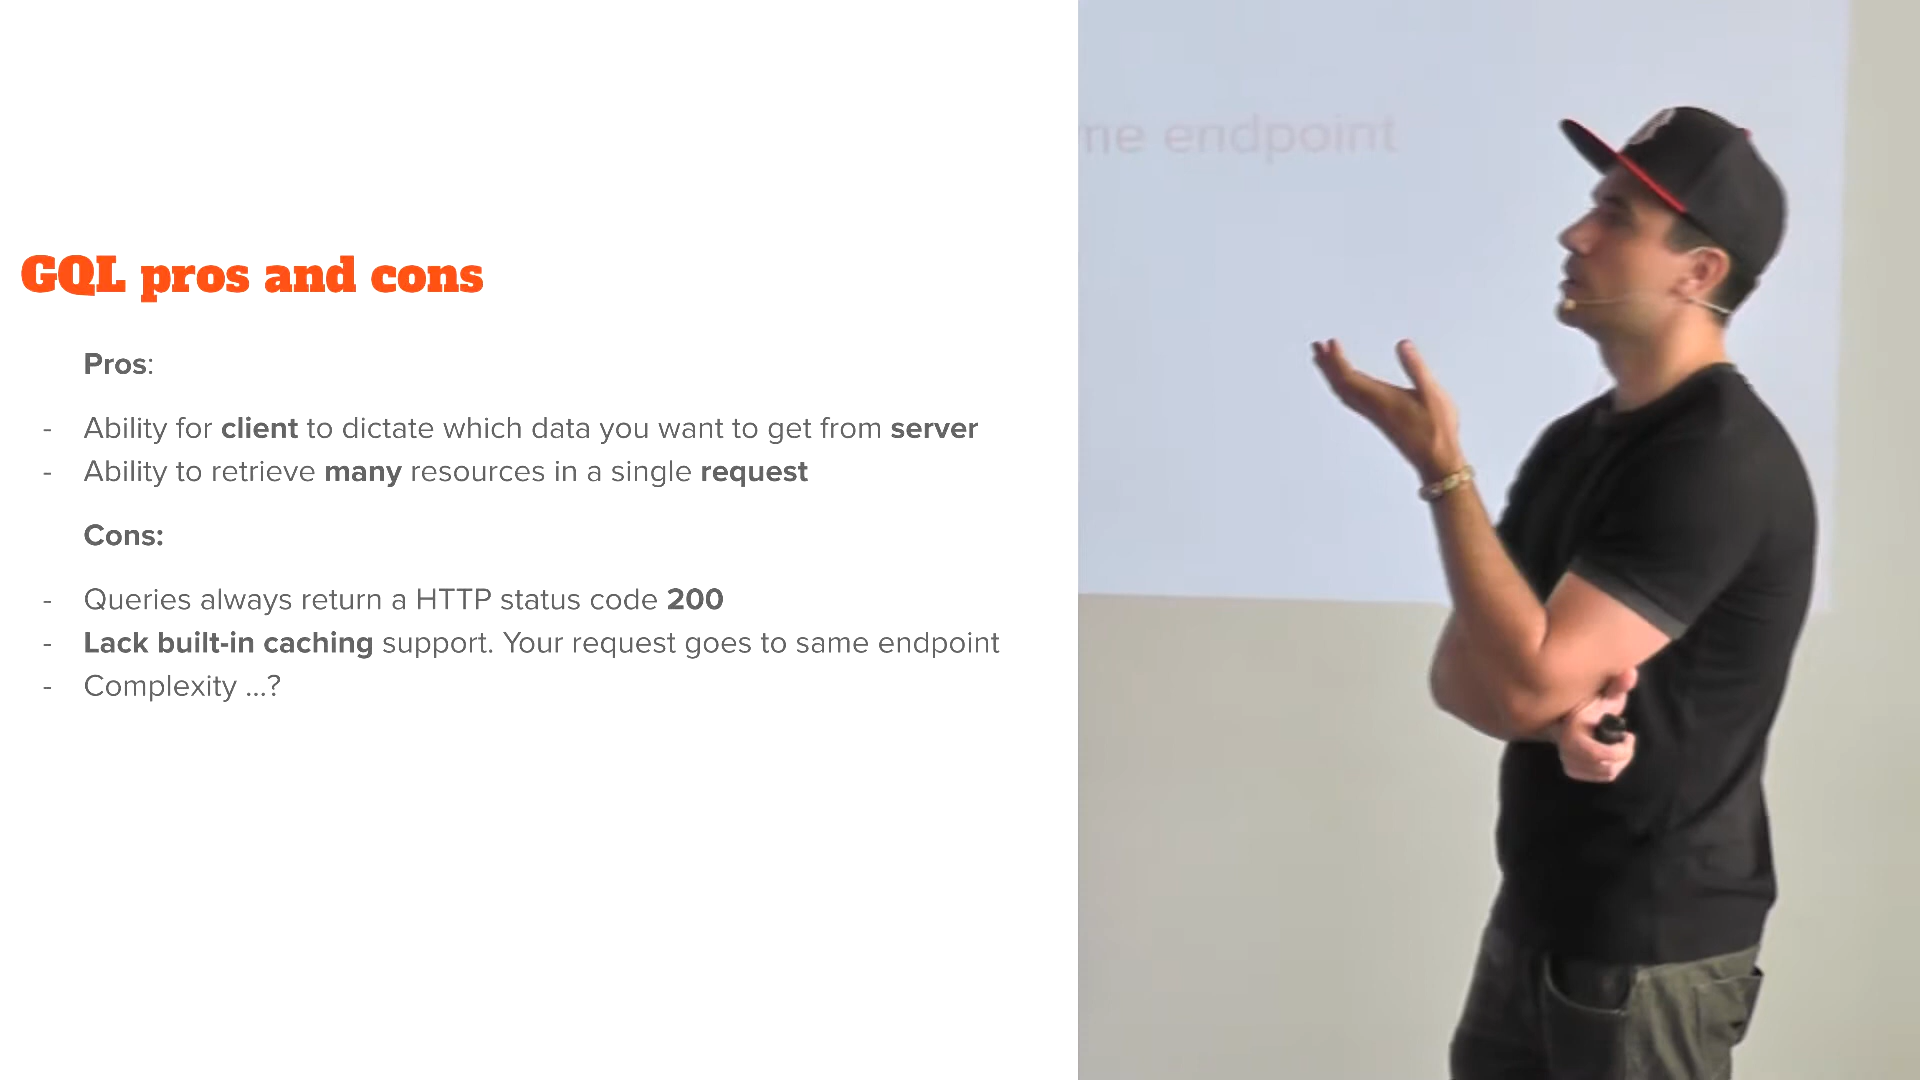 GQL pros and cons
Pros:
- Ability for client to dictate which data you want to get from server
- Ability to retrieve many resources in a single request
Cons:
- Queries always return a HTTP status code 200
- Lack built-in caching support. Your request goes to same endpoint
- Complexity ...?
me endpoint